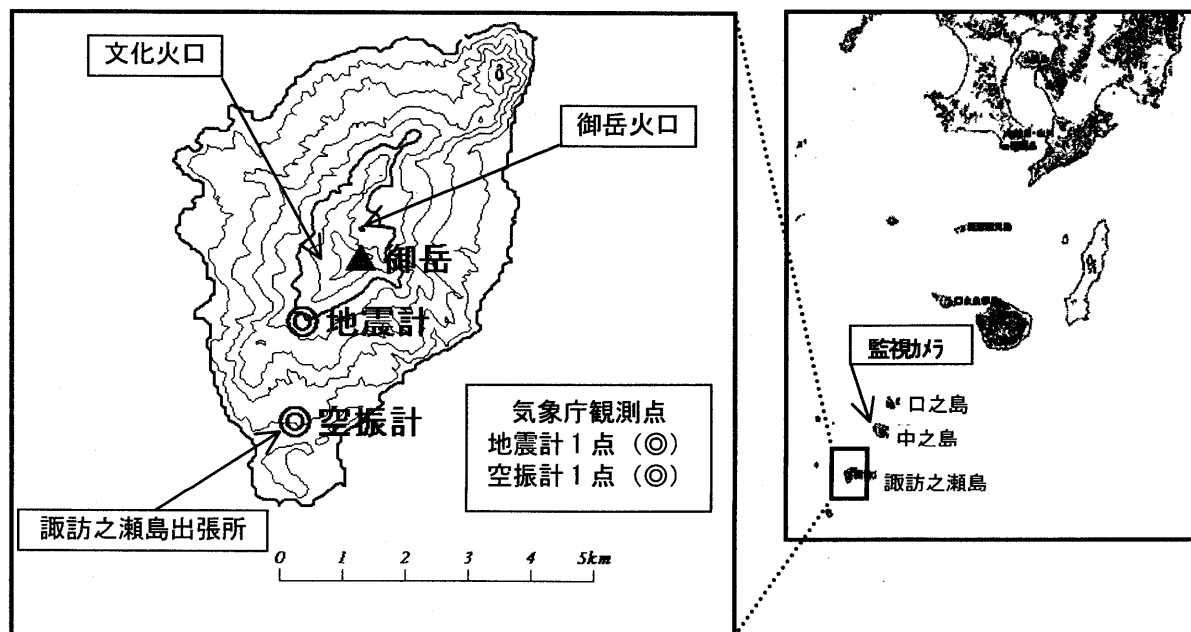 文化火口
御岳火口
御岳
地震計
空振計
気象庁観測点
地震計１点（◎）
空振計１点（◎）
諏訪之瀬島出張所
0 1 2 3 4 5km
監視カメラ
口之島
中之島
諏訪之瀬島